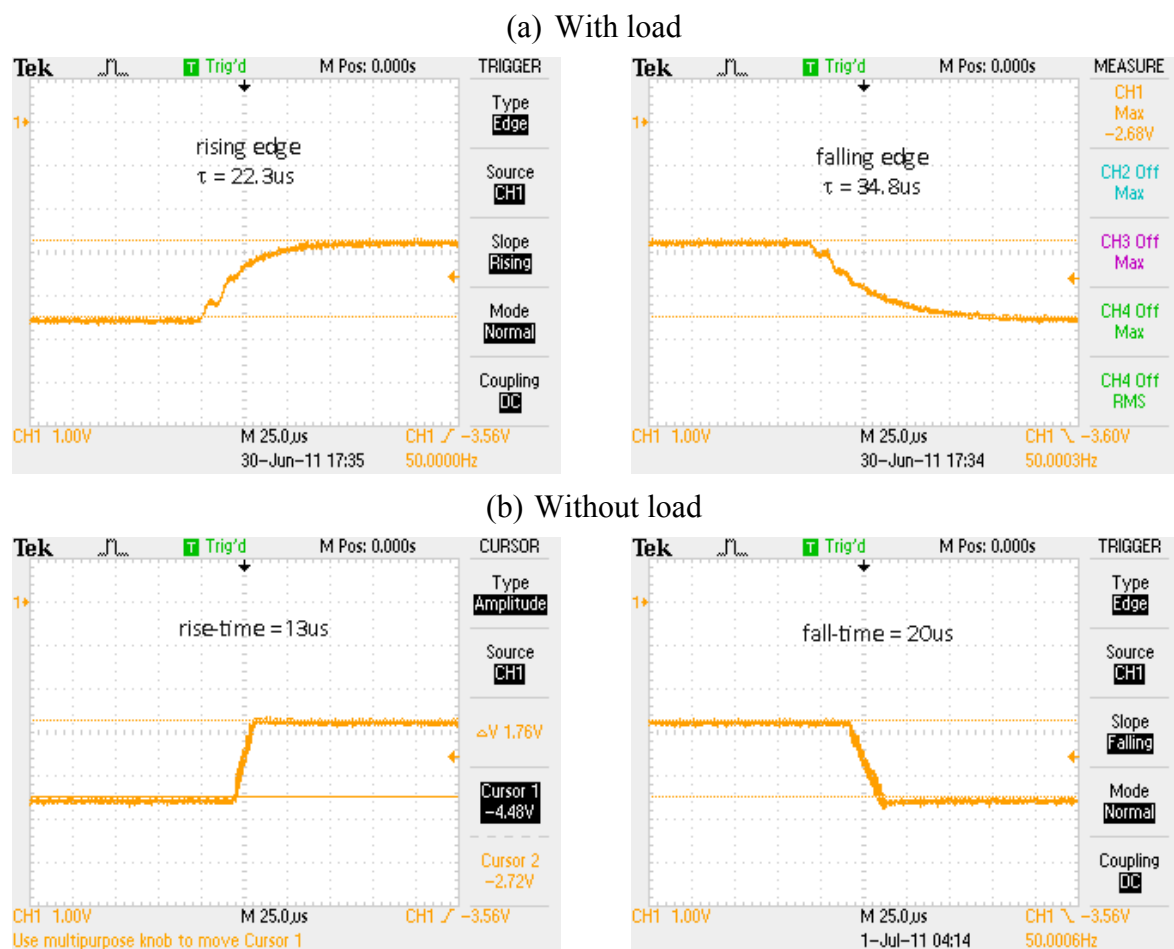 (a) With load
Tek T Trig'd M Pos: 0.000s TRIGGER
Type
Edge
Source
CH1
Slope
Rising
Mode
Normal
Coupling
DC
1
rising edge
τ = 22.3us
CH1 1.00V M 25.0µs CH1 -3.56V
30-Jun-11 17:35 50.0000Hz
Tek T Trig'd M Pos: 0.000s MEASURE
CH1
Max
-2.68V
CH2 Off
Max
CH3 Off
Max
CH4 Off
Max
CH4 Off
RMS
1
falling edge
τ = 34.8us
CH1 1.00V M 25.0µs CH1 -3.60V
30-Jun-11 17:34 50.0003Hz
(b) Without load
Tek T Trig'd M Pos: 0.000s CURSOR
Type
Amplitude
Source
CH1
△V 1.76V
Cursor 1
-4.48V
Cursor 2
-2.72V
1
rise-time = 13us
CH1 1.00V M 25.0µs CH1 -3.56V
Use multipurpose knob to move Cursor 1
Tek T Trig'd M Pos: 0.000s TRIGGER
Type
Edge
Source
CH1
Slope
Falling
Mode
Normal
Coupling
DC
1
fall-time = 20us
CH1 1.00V M 25.0µs CH1 -3.56V
1-Jul-11 04:14 50.0006Hz